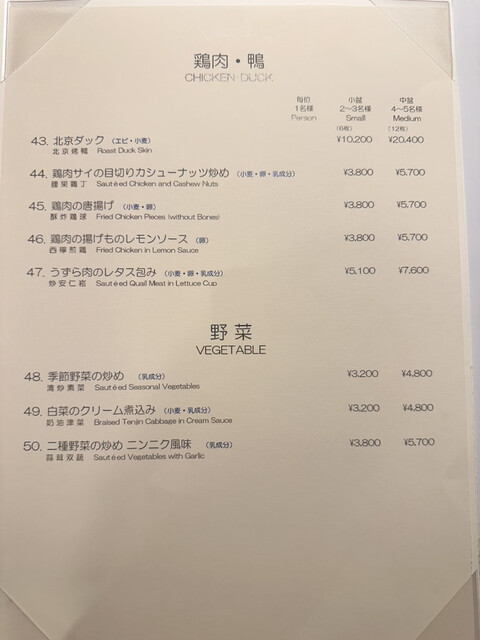 鶏肉・鴨
CHICKEN・DUCK
毎位 小盆 中盆
1名様 2～3名様 4～5名様
Person Small Medium
(6枚) (12枚)
43. 北京ダック (エビ・小麦) ¥10,200 ¥20,400
北京烤鴨 Roast Duck Skin
44. 鶏肉サイの目切りカシューナッツ炒め (小麦・卵・乳成分) ¥3,800 ¥5,700
腰果鶏丁 Sautéed Chicken and Cashew Nuts
45. 鶏肉の唐揚げ (小麦・卵) ¥3,800 ¥5,700
酥炸鶏球 Fried Chicken Pieces (without Bones)
46. 鶏肉の揚げものレモンソース (卵) ¥3,800 ¥5,700
西檸煎鶏 Fried Chicken in Lemon Sauce
47. うずら肉のレタス包み (小麦・卵・乳成分) ¥5,100 ¥7,600
炒安仁崧 Sautéed Quail Meat in Lettuce Cup
野菜
VEGETABLE
48. 季節野菜の炒め (乳成分) ¥3,200 ¥4,800
清炒素菜 Sautéed Seasonal Vegetables
49. 白菜のクリーム煮込み (小麦・乳成分) ¥3,200 ¥4,800
奶油津菜 Braised Tenjin Cabbage in Cream Sauce
50. 二種野菜の炒め ニンニク風味 (乳成分) ¥3,800 ¥5,700
蒜茸双蔬 Sautéed Vegetables with Garlic